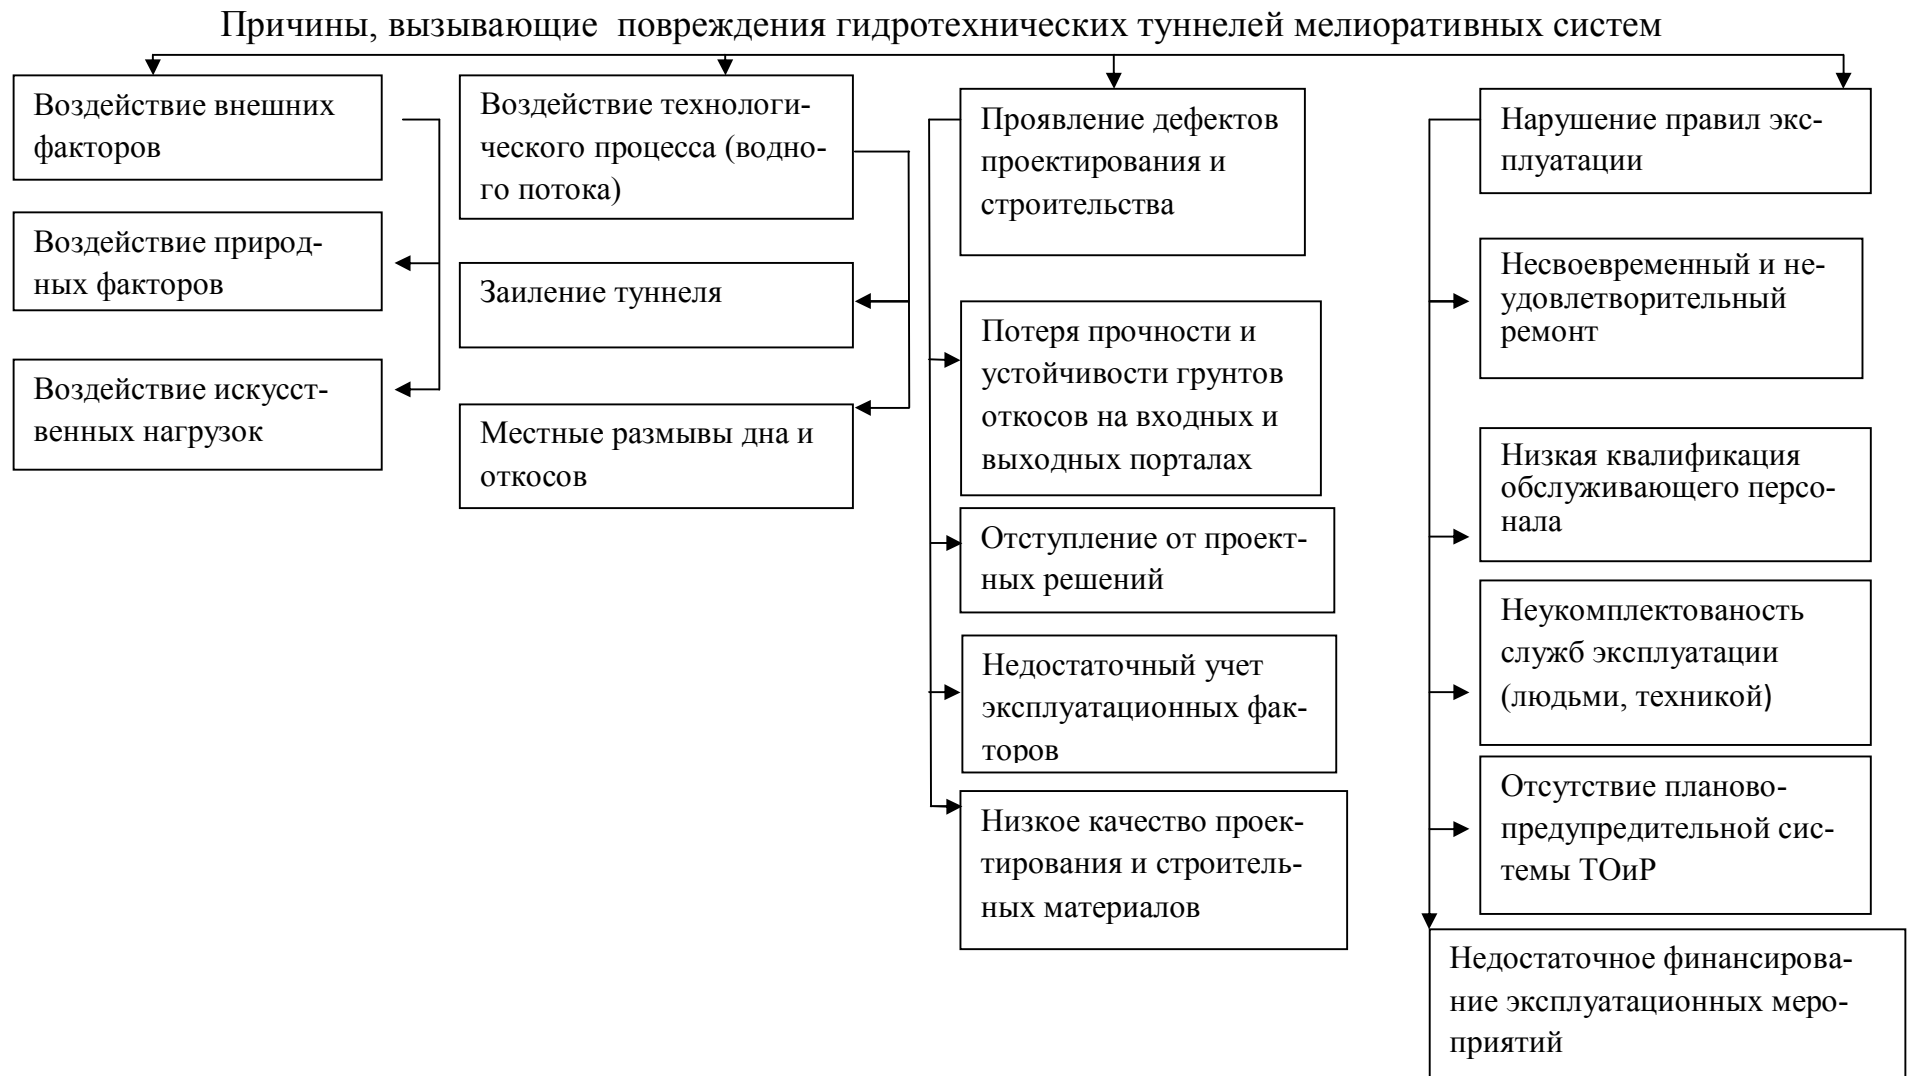 Причины, вызывающие повреждения гидротехнических туннелей мелиоративных систем
Воздействие внешних
факторов
Воздействие природ-
ных факторов
Воздействие искусст-
венных нагрузок
Воздействие технологи-
ческого процесса (водно-
го потока)
Заиление туннеля
Местные размывы дна и
откосов
Проявление дефектов
проектирования и
строительства
Потеря прочности и
устойчивости грунтов
откосов на входных и
выходных порталах
Отступление от проект-
ных решений
Недостаточный учет
эксплуатационных фак-
торов
Низкое качество проек-
тирования и строитель-
ных материалов
Нарушение правил экс-
плуатации
Несвоевременный и не-
удовлетворительный
ремонт
Низкая квалификация
обслуживающего персо-
нала
Неукомплектованость
служб эксплуатации
(людьми, техникой)
Отсутствие планово-
предупредительной сис-
темы ТОиР
Недостаточное финансирова-
ние эксплуатационных меро-
приятий